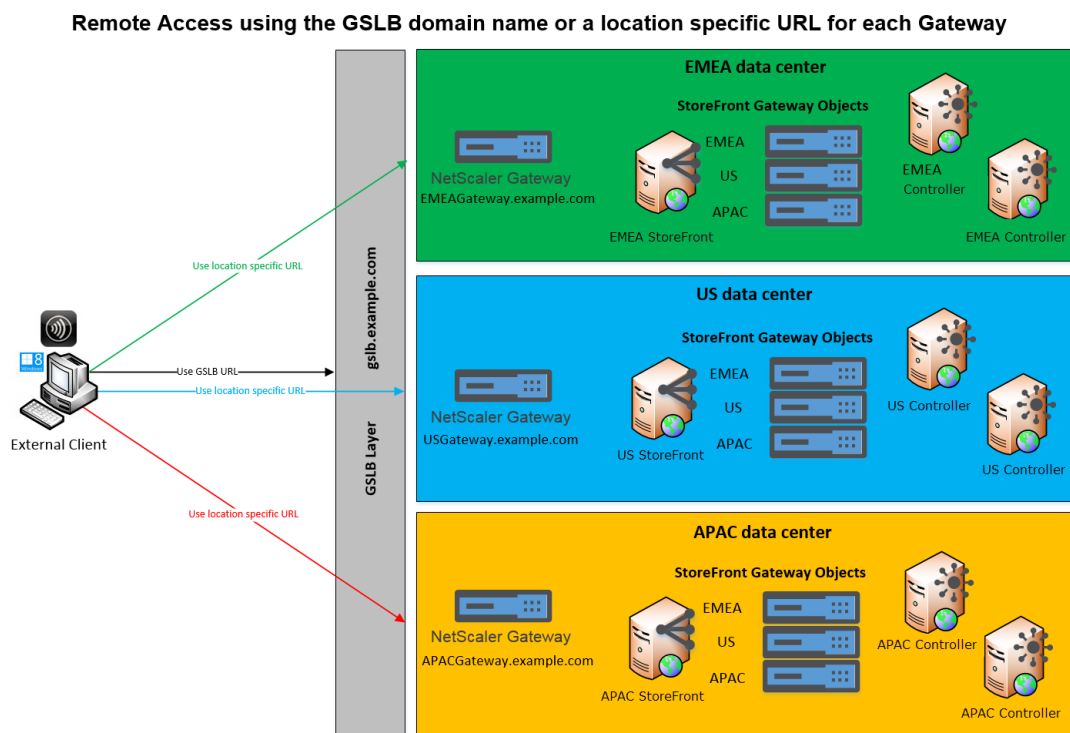 Remote Access using the GSLB domain name or a location specific URL for each Gateway
EMEA data center
StoreFront Gateway Objects
EMEA
US
APAC
NetScaler Gateway
EMEAGateway.example.com
EMEA StoreFront
EMEA
Controller
EMEA Controller
Use location specific URL
gslb.example.com
GSLB Layer
8
Windows
External Client
Use GSLB URL
Use location specific URL
Use location specific URL
US data center
StoreFront Gateway Objects
EMEA
US
APAC
NetScaler Gateway
USGateway.example.com
US StoreFront
US Controller
US Controller
APAC data center
StoreFront Gateway Objects
EMEA
US
APAC
NetScaler Gateway
APACGateway.example.com
APAC StoreFront
APAC Controller
APAC Controller